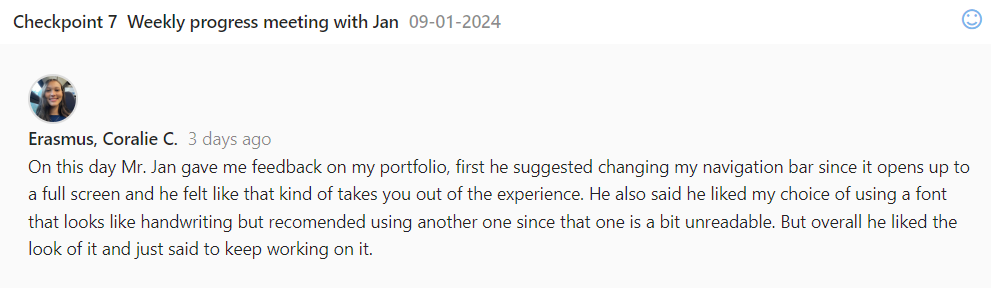 Checkpoint 7 Weekly progress meeting with Jan 09-01-2024
Erasmus, Coralie C. 3 days ago
On this day Mr. Jan gave me feedback on my portfolio, first he suggested changing my navigation bar since it opens up to
a full screen and he felt like that kind of takes you out of the experience. He also said he liked my choice of using a font
that looks like handwriting but recomended using another one since that one is a bit unreadable. But overall he liked the
look of it and just said to keep working on it.